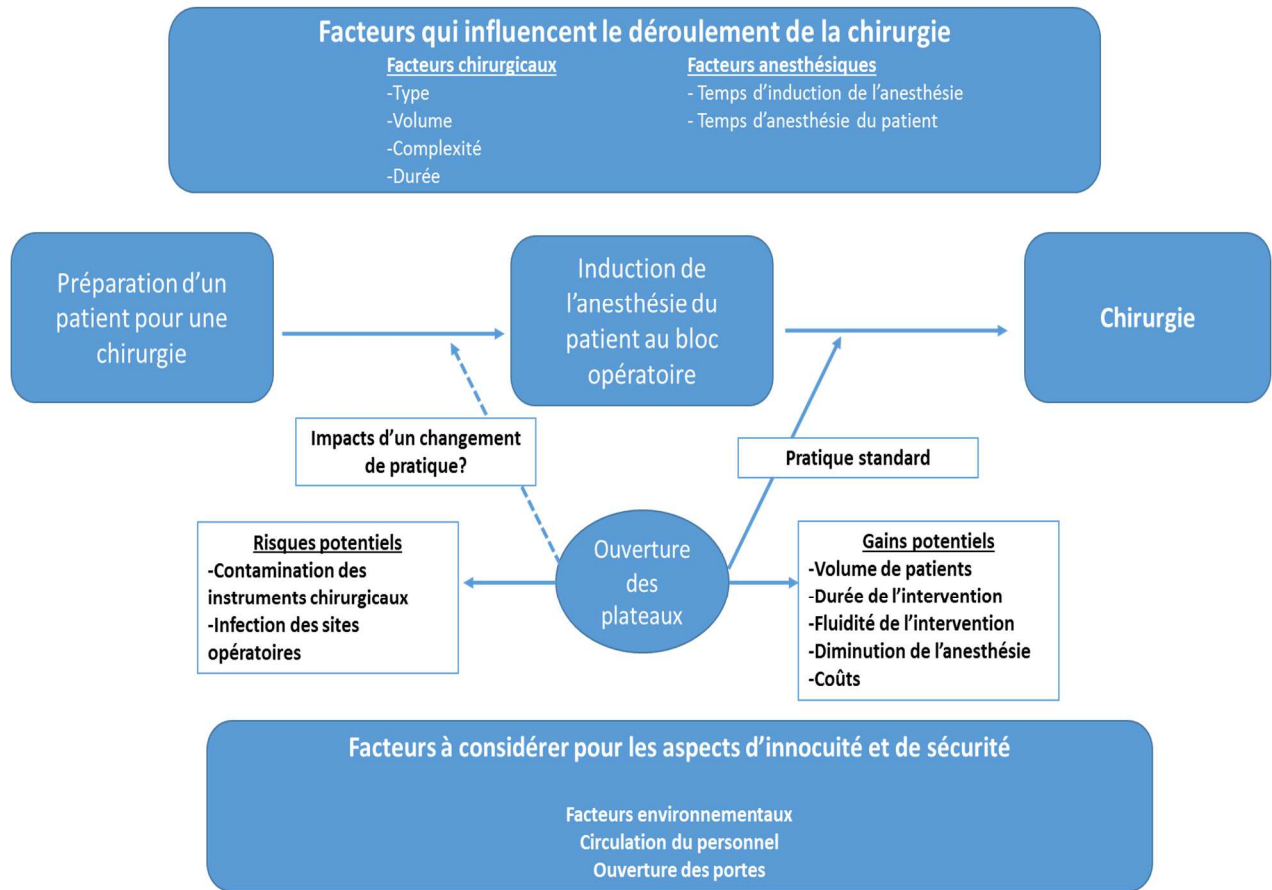 Facteurs qui influencent le déroulement de la chirurgie
Facteurs chirurgicaux
-Type
-Volume
-Complexité
-Durée
Facteurs anesthésiques
- Temps d'induction de l'anesthésie
- Temps d'anesthésie du patient
Préparation d'un
patient pour une
chirurgie
Induction de
l'anesthésie du
patient au bloc
opératoire
Chirurgie
Impacts d'un changement
de pratique?
Pratique standard
Risques potentiels
-Contamination des
instruments chirurgicaux
-Infection des sites
opératoires
Ouverture
des
plateaux
Gains potentiels
-Volume de patients
-Durée de l'intervention
-Fluidité de l'intervention
-Diminution de l'anesthésie
-Coûts
Facteurs à considérer pour les aspects d'innocuité et de sécurité
Facteurs environnementaux
Circulation du personnel
Ouverture des portes